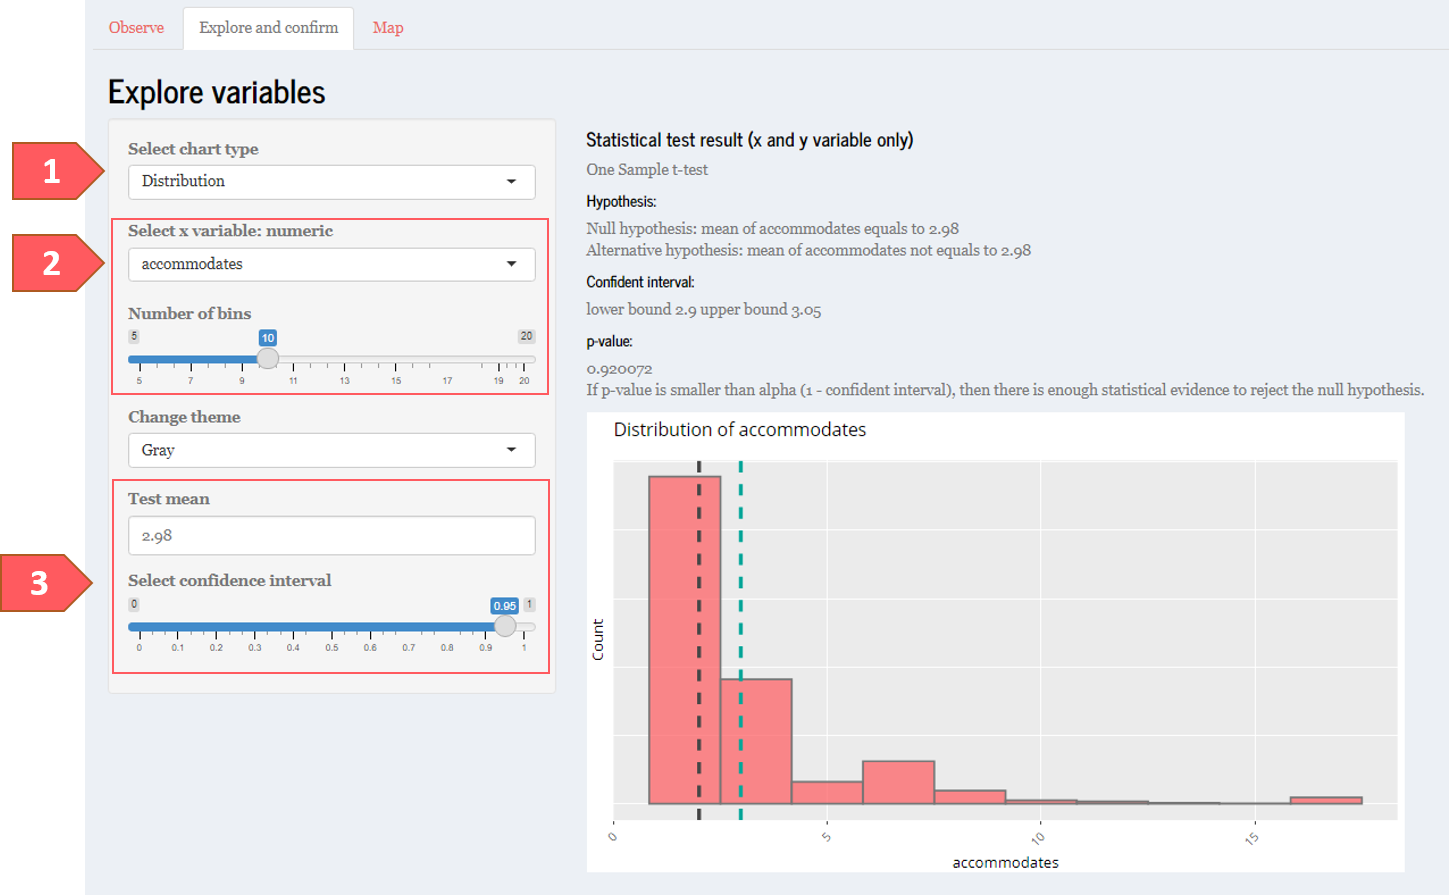 Observe Explore and confirm Map
Explore variables
1
Select chart type
Distribution
2
Select x variable: numeric
accommodates
Number of bins
5 10 20
5 7 9 11 13 15 17 19 20
Change theme
Gray
3
Test mean
2.98
Select confidence interval
0 0.95 1
0 0.1 0.2 0.3 0.4 0.5 0.6 0.7 0.8 0.9 1
Statistical test result (x and y variable only)
One Sample t-test
Hypothesis:
Null hypothesis: mean of accommodates equals to 2.98
Alternative hypothesis: mean of accommodates not equals to 2.98
Confident interval:
lower bound 2.9 upper bound 3.05
p-value:
0.920072
If p-value is smaller than alpha (1 - confident interval), then there is enough statistical evidence to reject the null hypothesis.
Distribution of accommodates
Count
0 5 10 15
accommodates